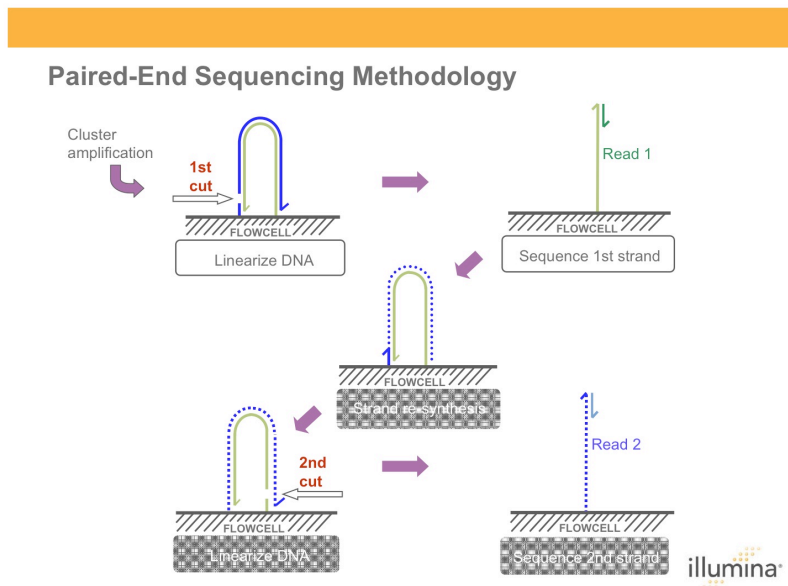 Paired-End Sequencing Methodology
Cluster
amplification
1st
cut
FLOWCELL
Linearize DNA
Read 1
FLOWCELL
Sequence 1st strand
FLOWCELL
Strand re-synthesis
2nd
cut
FLOWCELL
Linearize DNA
Read 2
FLOWCELL
Sequence 2nd strand
illumina